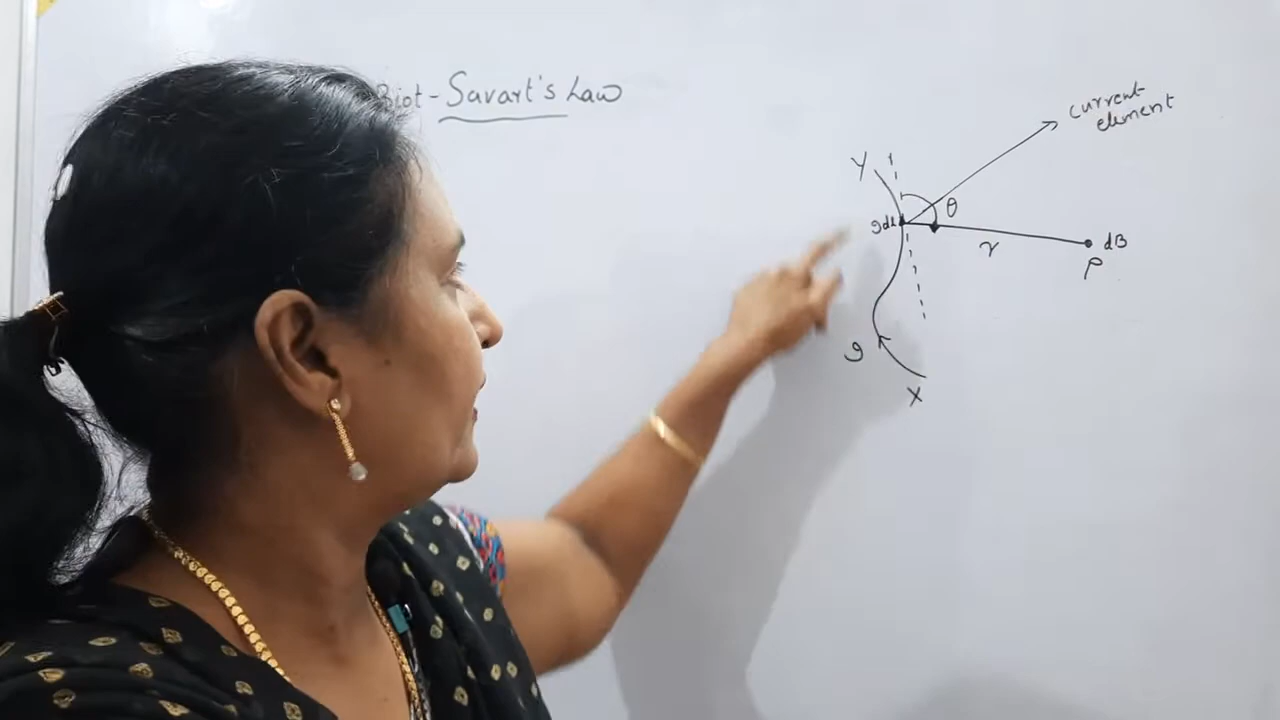 Biot-Savart's Law
current
element
Y
θ
Idl
r
dB
P
I
X